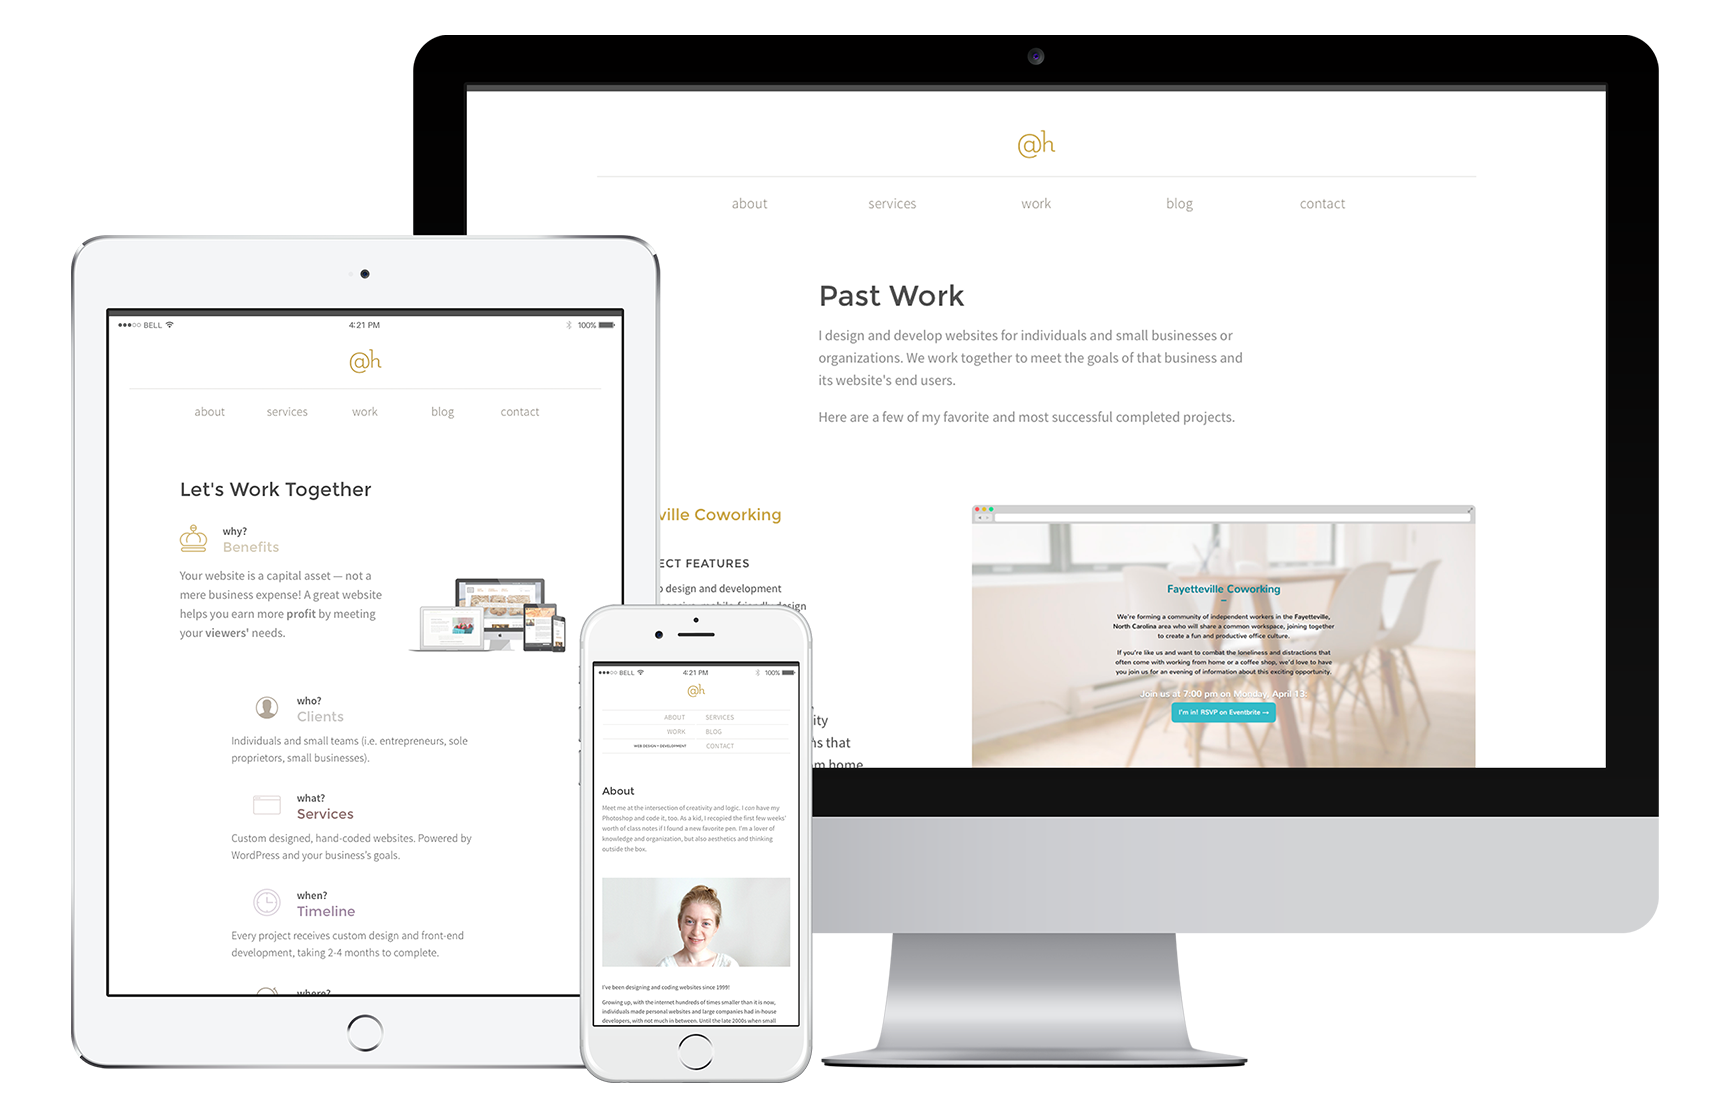 @h
about services work blog contact
Past Work
I design and develop websites for individuals and small businesses or
organizations. We work together to meet the goals of that business and
its website's end users.
Here are a few of my favorite and most successful completed projects.
ville Coworking
ECT FEATURES
design and development
mobile-friendly design
ity
s that
m home
Fayetteville Coworking
We're forming a community of independent workers in the Fayetteville,
North Carolina area who will share a common workspace, joining together
to create a fun and productive office culture.
If you're like us and want to combat the loneliness and distractions that
often come with working from home or a coffee shop, we'd love to have
you join us for an evening of information about this exciting opportunity.
Join us at 7:00 pm on Monday, April 13:
I'm in! RSVP on Eventbrite →
BELL 4:21 PM 100%
@h
about services work blog contact
Let's Work Together
why?
Benefits
Your website is a capital asset — not a
mere business expense! A great website
helps you earn more profit by meeting
your viewers' needs.
who?
Clients
Individuals and small teams (i.e. entrepreneurs, sole
proprietors, small businesses).
what?
Services
Custom designed, hand-coded websites. Powered by
WordPress and your business's goals.
when?
Timeline
Every project receives custom design and front-end
development, taking 2-4 months to complete.
where?
BELL 4:21 PM 100%
@h
ABOUT SERVICES
WORK BLOG
WEB DESIGN + DEVELOPMENT CONTACT
About
Meet me at the intersection of creativity and logic. I can have my
Photoshop and code it, too. As a kid, I recopied the first few weeks'
worth of class notes if I found a new favorite pen. I'm a lover of
knowledge and organization, but also aesthetics and thinking
outside the box.
I've been designing and coding websites since 1999!
Growing up, with the internet hundreds of times smaller than it is now,
individuals made personal websites and large companies had in-house
developers, with not much in between. Until the late 2000s when small